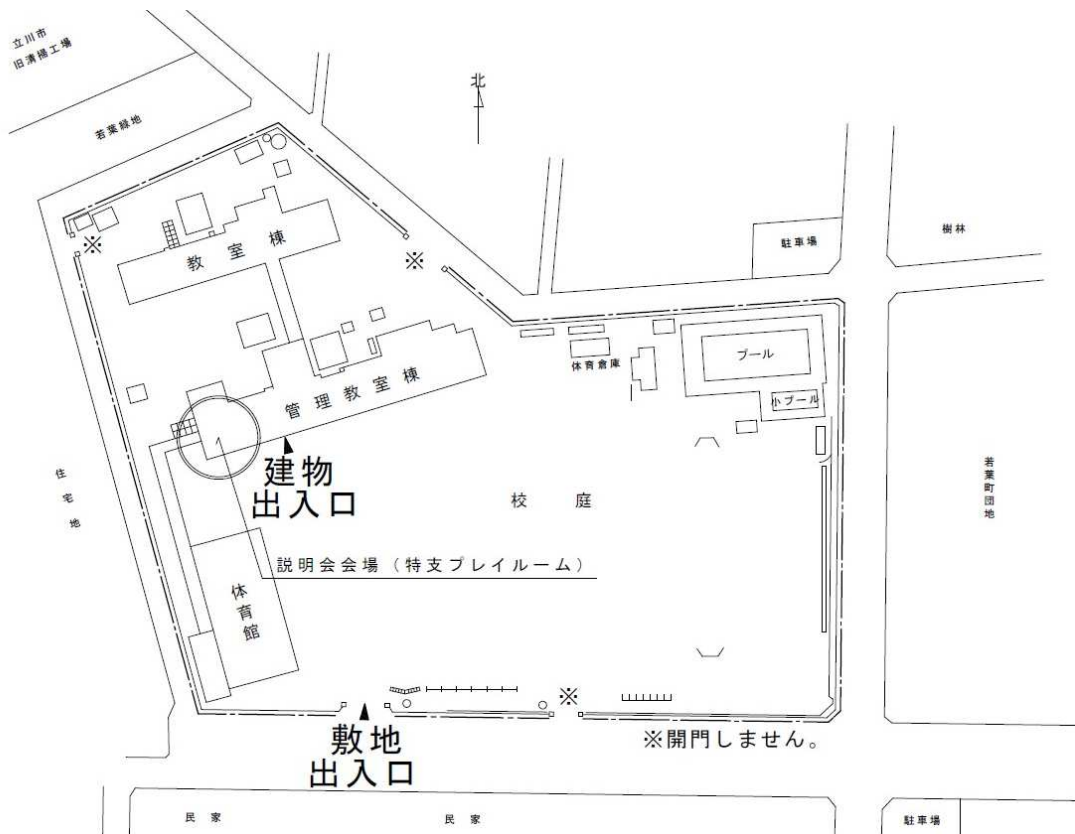 立川市
旧清掃工場
若葉緑地
北
※
教室棟
※
駐車場
樹林
体育倉庫
プール
小プール
管理教室棟
建物
出入口
校庭
住宅地
若葉町団地
説明会会場（特支プレイルーム）
体育館
※
敷地
出入口
※開門しません。
民家
民家
駐車場